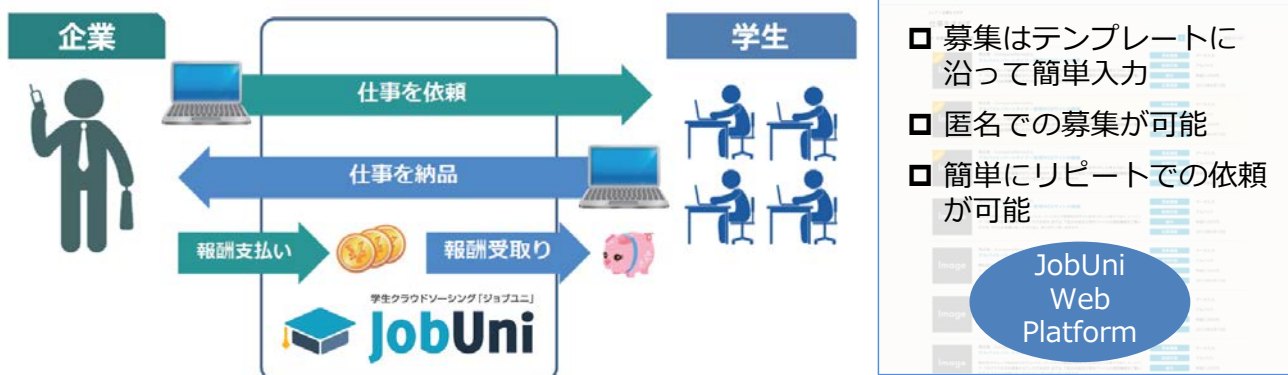 企業
学生
仕事を依頼
仕事を納品
報酬支払い
報酬受取り
学生クラウドソーシング「ジョブユニ」
JobUni
募集はテンプレートに
沿って簡単入力
匿名での募集が可能
簡単にリピートでの依頼
が可能
Image
Image
Image
JobUni
Web
Platform